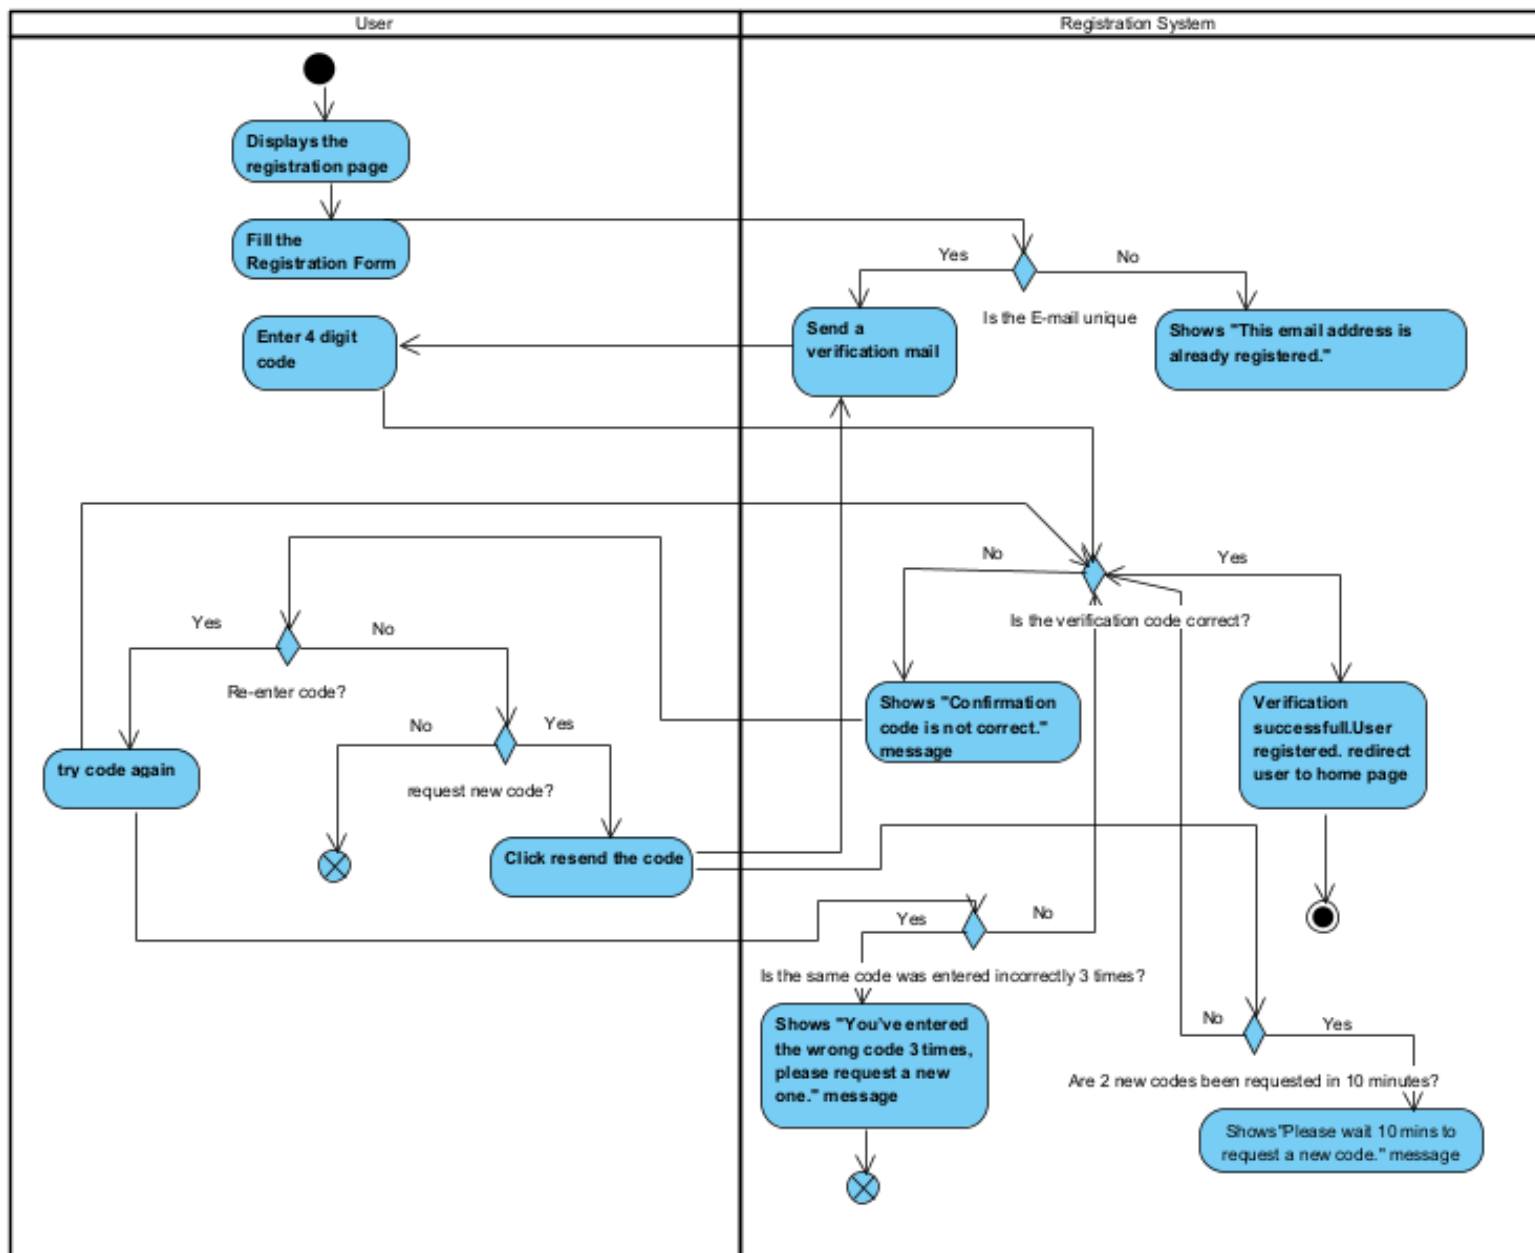 User
Registration System
Displays the
registration page
Fill the
Registration Form
Yes
No
Is the E-mail unique
Enter 4 digit
code
Send a
verification mail
Shows "This email address is
already registered."
No
Yes
Is the verification code correct?
Yes
No
Re-enter code?
Shows "Confirmation
code is not correct."
message
Verification
successfull.User
registered. redirect
user to home page
No
Yes
request new code?
try code again
Click resend the code
Yes
No
Is the same code was entered incorrectly 3 times?
Shows "You've entered
the wrong code 3 times,
please request a new
one." message
No
Yes
Are 2 new codes been requested in 10 minutes?
Shows"Please wait 10 mins to
request a new code." message